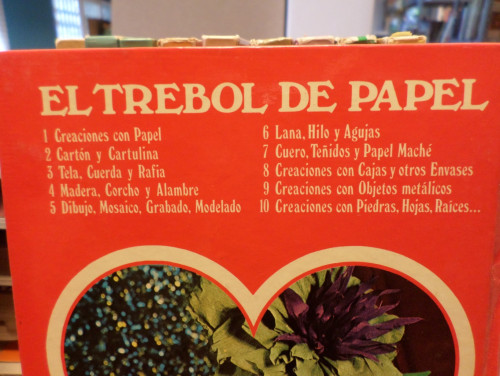 EL TREBOL DE PAPEL
1 Creaciones con Papel
2 Cartón y Cartulina
3 Tela, Cuerda y Rafia
4 Madera, Corcho y Alambre
5 Dibujo, Mosaico, Grabado, Modelado
6 Lana, Hilo y Agujas
7 Cuero, Teñidos y Papel Maché
8 Creaciones con Cajas y otros Envases
9 Creaciones con Objetos metálicos
10 Creaciones con Piedras, Hojas, Raíces...